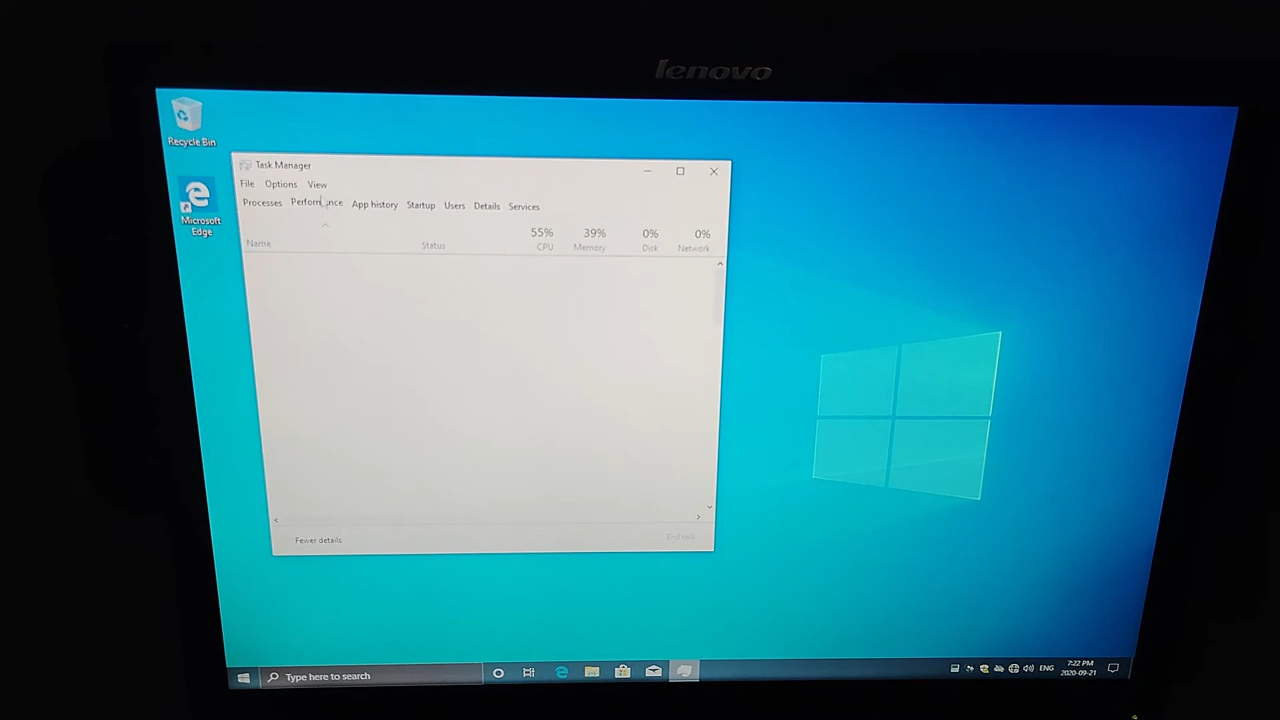 lenovo
Recycle Bin
Microsoft
Edge
Task Manager
File Options View
Processes Performance App history Startup Users Details Services
55% 39% 0% 0%
Name Status CPU Memory Disk Network
Fewer details
End task
Type here to search
ENG
7:22 PM
2020-09-21